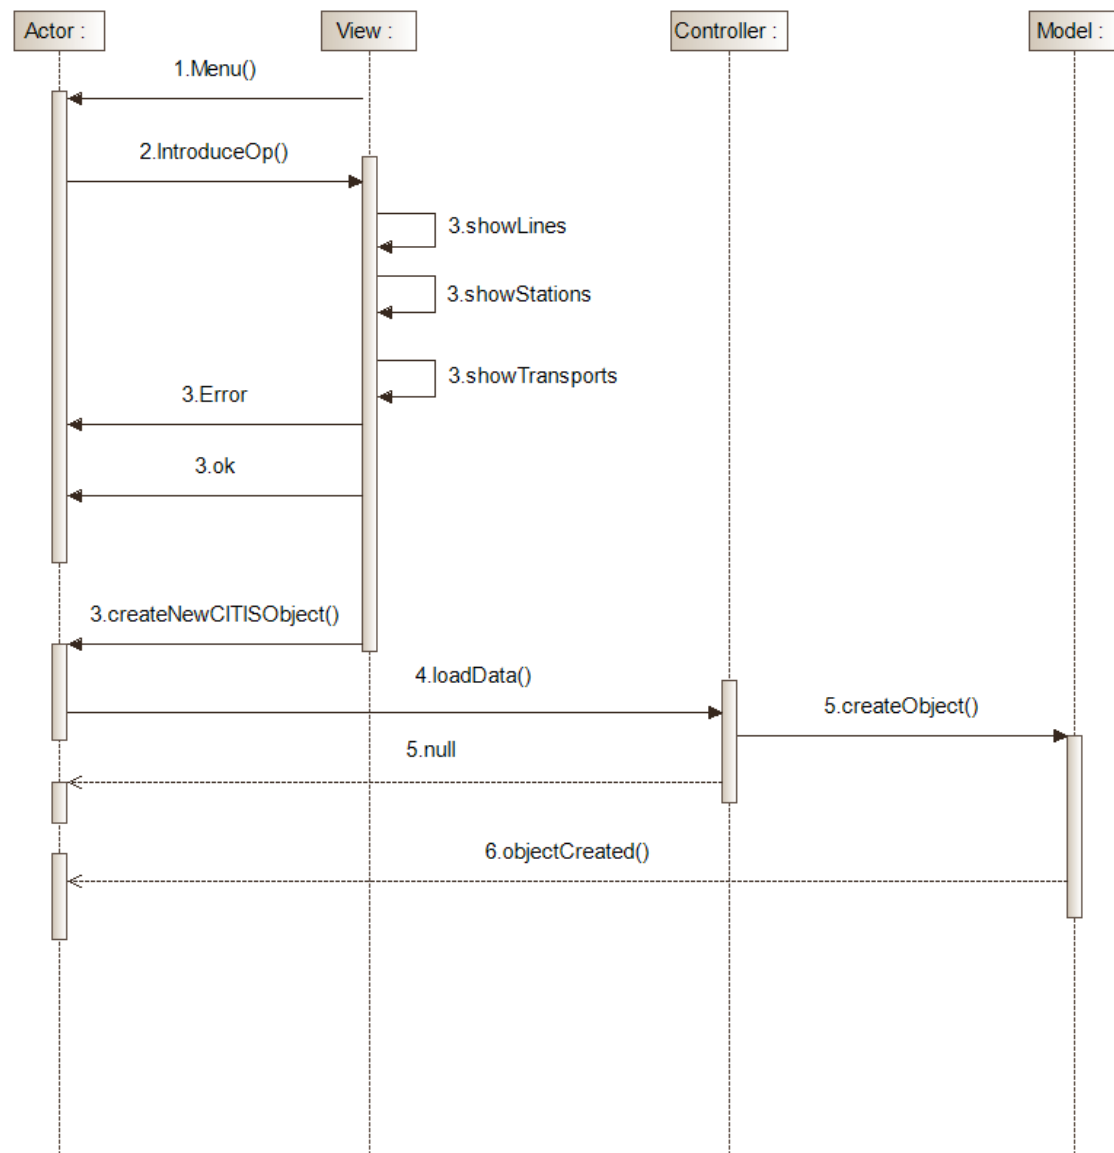 Actor :
View :
Controller :
Model :
1.Menu()
2.IntroduceOp()
3.showLines
3.showStations
3.showTransports
3.Error
3.ok
3.createNewCITISObject()
4.loadData()
5.createObject()
5.null
6.objectCreated()